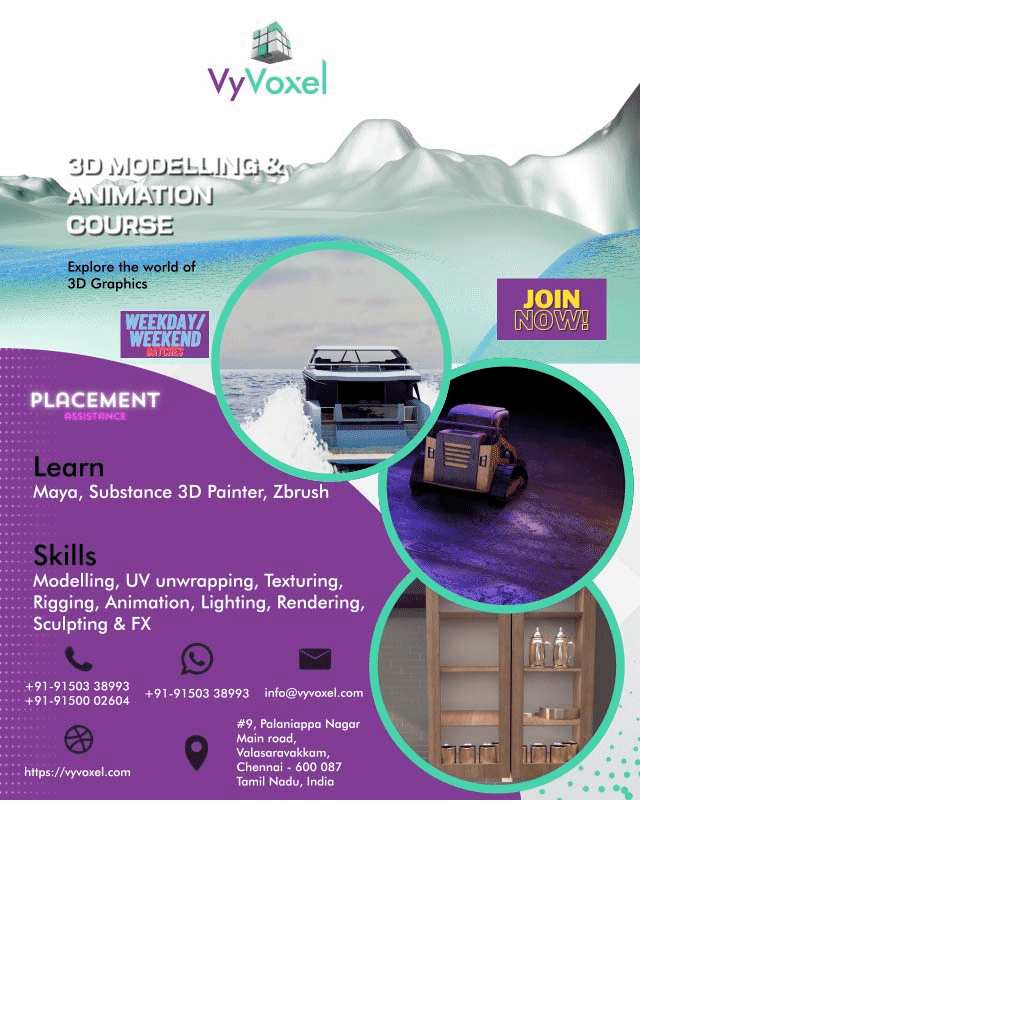 VyVoxel
3D MODELLING &
ANIMATION
COURSE
Explore the world of
3D Graphics
WEEKDAY/
WEEKEND
BATCHES
JOIN
NOW!
PLACEMENT
ASSISTANCE
Learn
Maya, Substance 3D Painter, Zbrush
Skills
Modelling, UV unwrapping, Texturing,
Rigging, Animation, Lighting, Rendering,
Sculpting & FX
+91-91503 38993
+91-91500 02604
+91-91503 38993
info@vyvoxel.com
https://vyvoxel.com
#9, Palaniappa Nagar
Main road,
Valasaravakkam,
Chennai - 600 087
Tamil Nadu, India